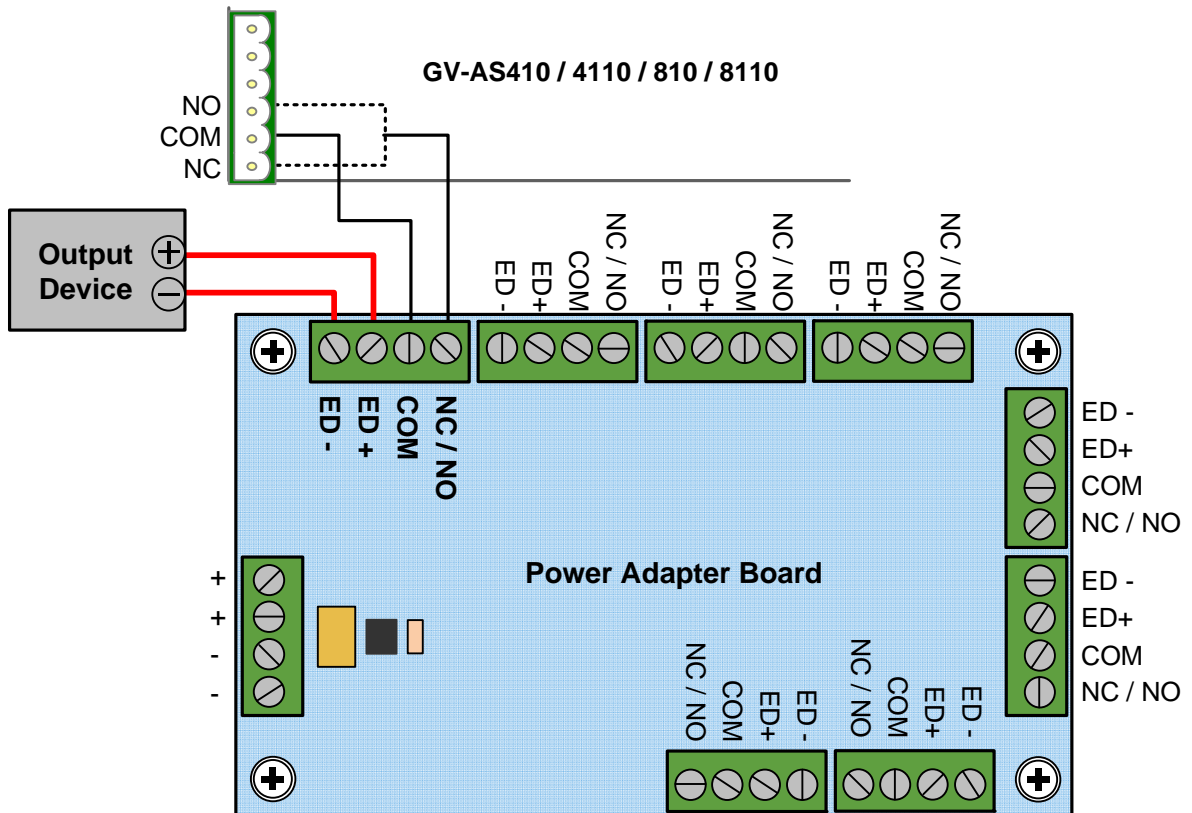 GV-AS410 / 4110 / 810 / 8110
NO
COM
NC
Output
Device
+
−
ED -
ED+
COM
NC / NO
ED -
ED+
COM
NC / NO
ED -
ED+
COM
NC / NO
ED -
ED +
COM
NC / NO
ED -
ED+
COM
NC / NO
Power Adapter Board
ED -
ED+
COM
NC / NO
+
+
-
-
NC / NO
COM
ED+
ED -
NC / NO
COM
ED+
ED -